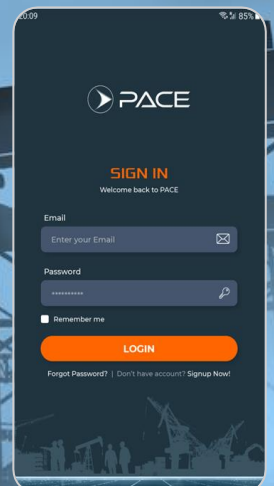 20:09 85%
PACE
SIGN IN
Welcome back to PACE
Email
Enter your Email
Password
**********
Remember me
LOGIN
Forgot Password? | Don't have account? Signup Now!